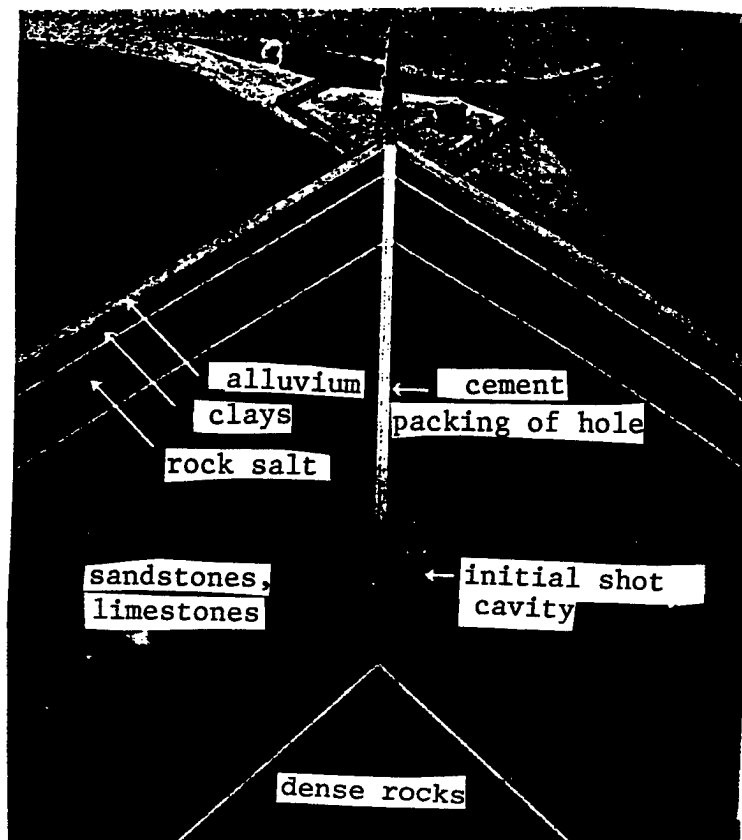 alluvium
clays
rock salt
cement
packing of hole
sandstones,
limestones
initial shot
cavity
dense rocks